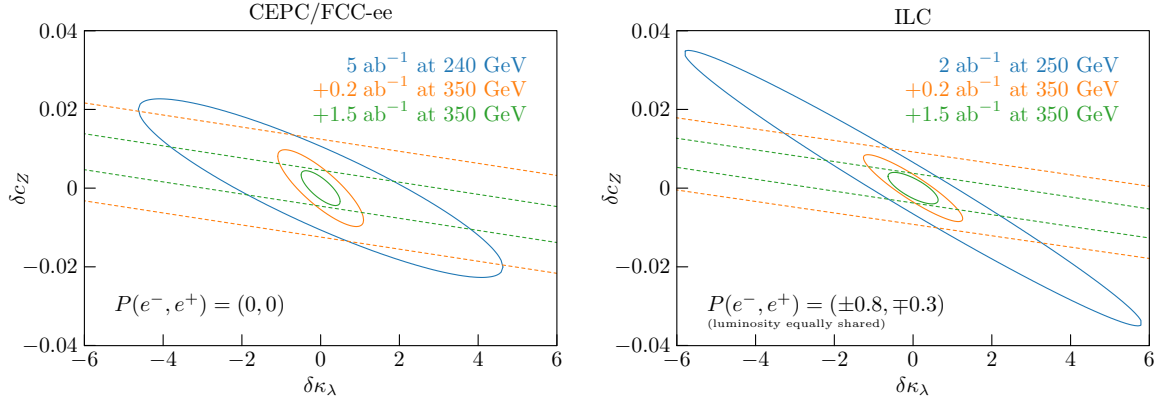 CEPC/FCC-ee
0.04
0.02
0
−0.02
−0.04
δc_Z
5 ab⁻¹ at 240 GeV
+0.2 ab⁻¹ at 350 GeV
+1.5 ab⁻¹ at 350 GeV
P(e⁻, e⁺) = (0, 0)
−6 −4 −2 0 2 4 6
δκ_λ
ILC
0.04
0.02
0
−0.02
−0.04
δc_Z
2 ab⁻¹ at 250 GeV
+0.2 ab⁻¹ at 350 GeV
+1.5 ab⁻¹ at 350 GeV
P(e⁻, e⁺) = (±0.8, ∓0.3)
(luminosity equally shared)
−6 −4 −2 0 2 4 6
δκ_λ